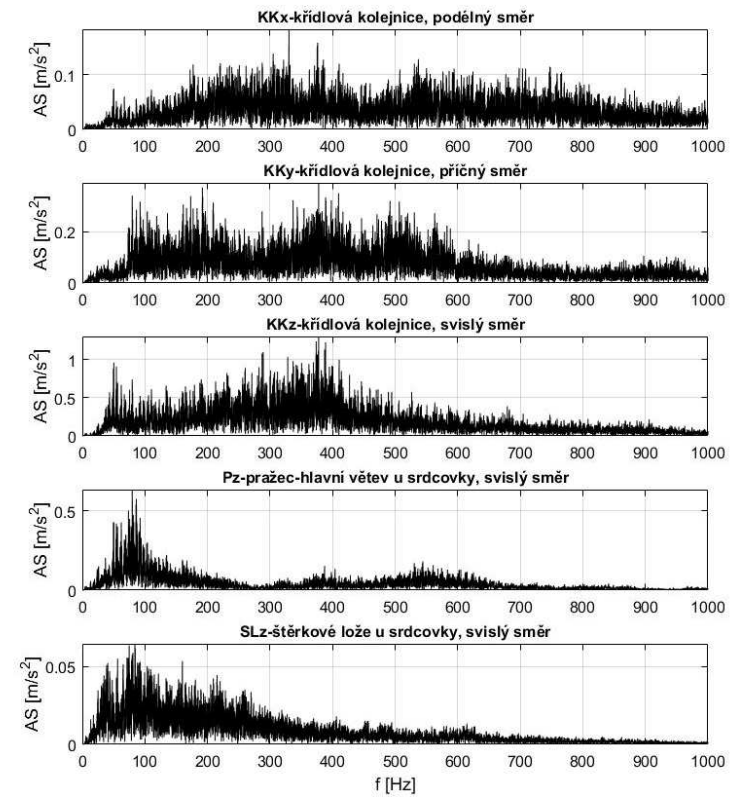 KKx-křídlová kolejnice, podélný směr
AS [m/s²]
0.1
0
0 100 200 300 400 500 600 700 800 900 1000
KKy-křídlová kolejnice, příčný směr
AS [m/s²]
0.2
0
0 100 200 300 400 500 600 700 800 900 1000
KKz-křídlová kolejnice, svislý směr
AS [m/s²]
1
0.5
0
0 100 200 300 400 500 600 700 800 900 1000
Pz-pražec-hlavní větev u srdcovky, svislý směr
AS [m/s²]
0.5
0
0 100 200 300 400 500 600 700 800 900 1000
SLz-štěrkové lože u srdcovky, svislý směr
AS [m/s²]
0.05
0
0 100 200 300 400 500 600 700 800 900 1000
f [Hz]